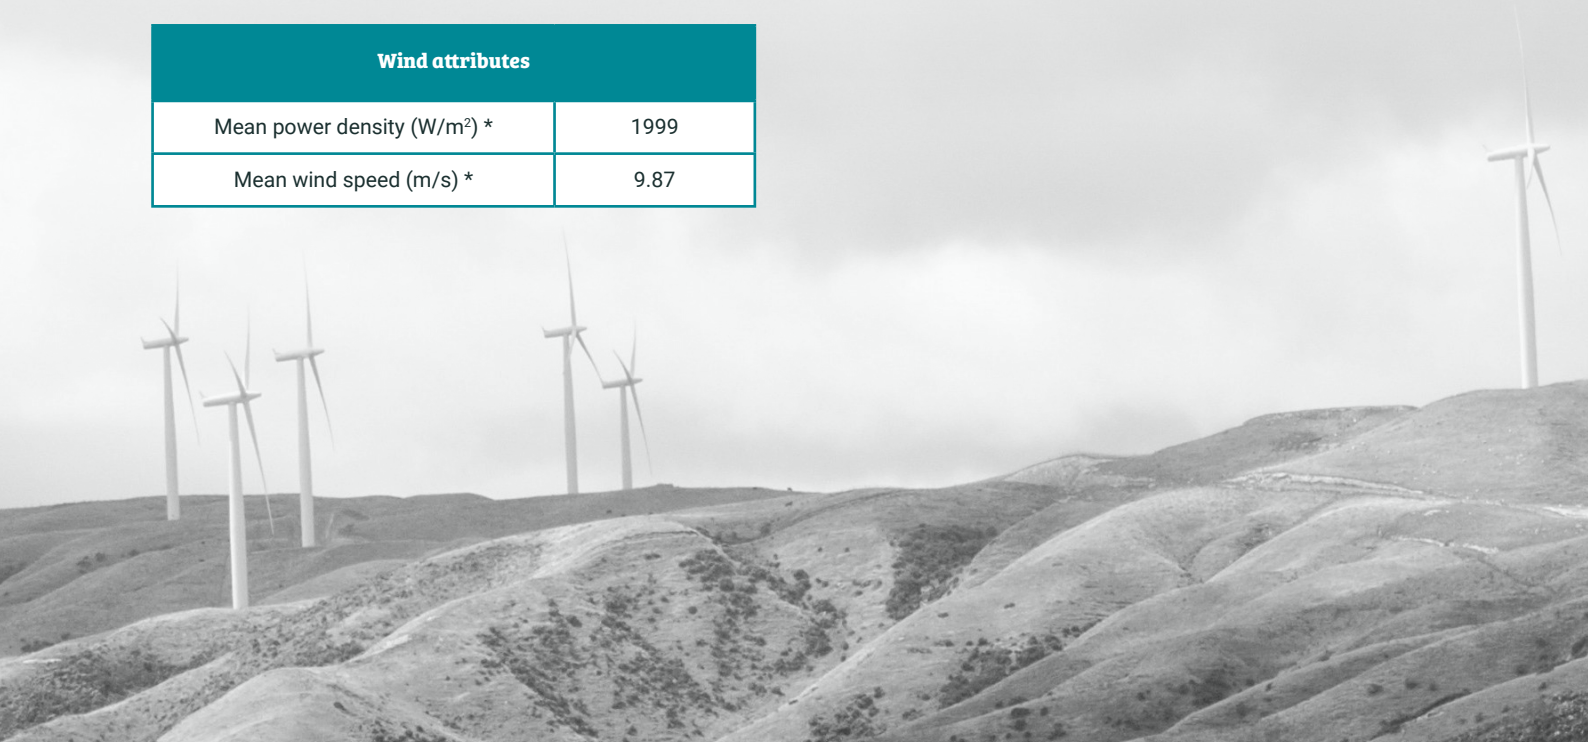 Wind attributes
Mean power density (W/m²) * 1999
Mean wind speed (m/s) * 9.87